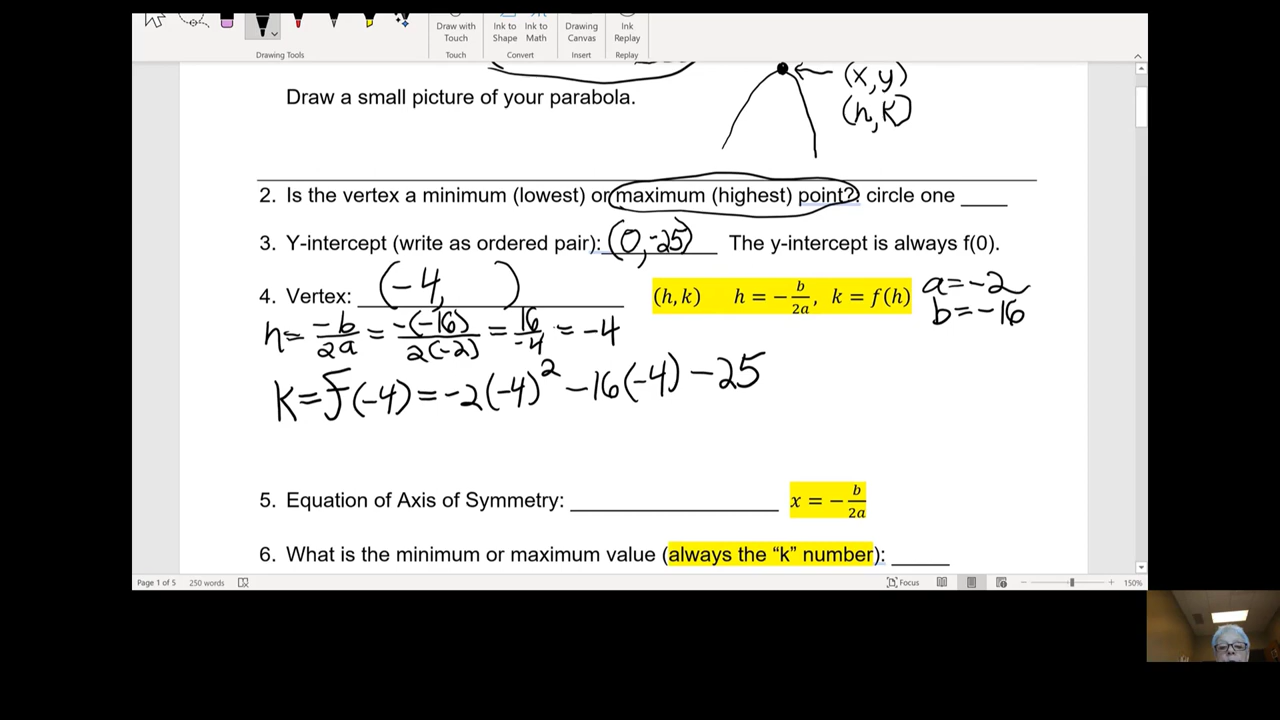 Draw with Touch
Ink to Shape
Ink to Math
Drawing Canvas
Ink Replay
Drawing Tools
Touch
Convert
Insert
Replay
(x,y)
Draw a small picture of your parabola.
(h,k)
2. Is the vertex a minimum (lowest) or maximum (highest) point? circle one ____
3. Y-intercept (write as ordered pair): (0,-25) The y-intercept is always f(0).
4. Vertex: (-4, ) (h, k) h = -b/2a, k = f(h) a=-2
b=-16
h= -b/2a = -(-16)/2(-2) = 16/-4 = -4
K=f(-4)=-2(-4)²-16(-4)-25
5. Equation of Axis of Symmetry: ____ x = -b/2a
6. What is the minimum or maximum value (always the “k” number): ____
Page 1 of 5 250 words Focus 150%